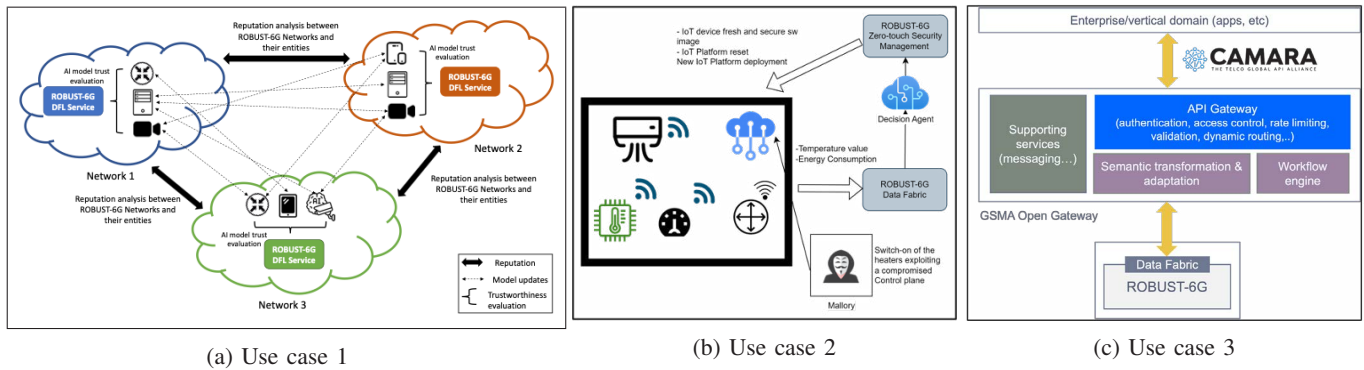 Reputation analysis between
ROBUST-6G Networks and
their entities
AI model trust
evaluation
ROBUST-6G
DFL Service
Network 1
AI model trust
evaluation
ROBUST-6G
DFL Service
Network 2
Reputation analysis between
ROBUST-6G Networks and
their entities
Reputation analysis between
ROBUST-6G Networks and
their entities
AI
AI model trust
evaluation
ROBUST-6G
DFL Service
Network 3
Reputation
Model updates
Trustworthiness
evaluation
(a) Use case 1
- IoT device fresh and secure sw
image
- IoT Platform reset
New IoT Platform deployment
ROBUST-6G
Zero-touch Security
Management
Decision Agent
-Temperature value
-Energy Consumption
ROBUST-6G
Data Fabric
Switch-on of the
heaters exploiting
a compromised
Control plane
Mallory
(b) Use case 2
Enterprise/vertical domain (apps, etc)
CAMARA
THE TELCO GLOBAL API ALLIANCE
Supporting
services
(messaging…)
API Gateway
(authentication, access control, rate limiting,
validation, dynamic routing,..)
Semantic transformation &
adaptation
Workflow
engine
GSMA Open Gateway
Data Fabric
ROBUST-6G
(c) Use case 3